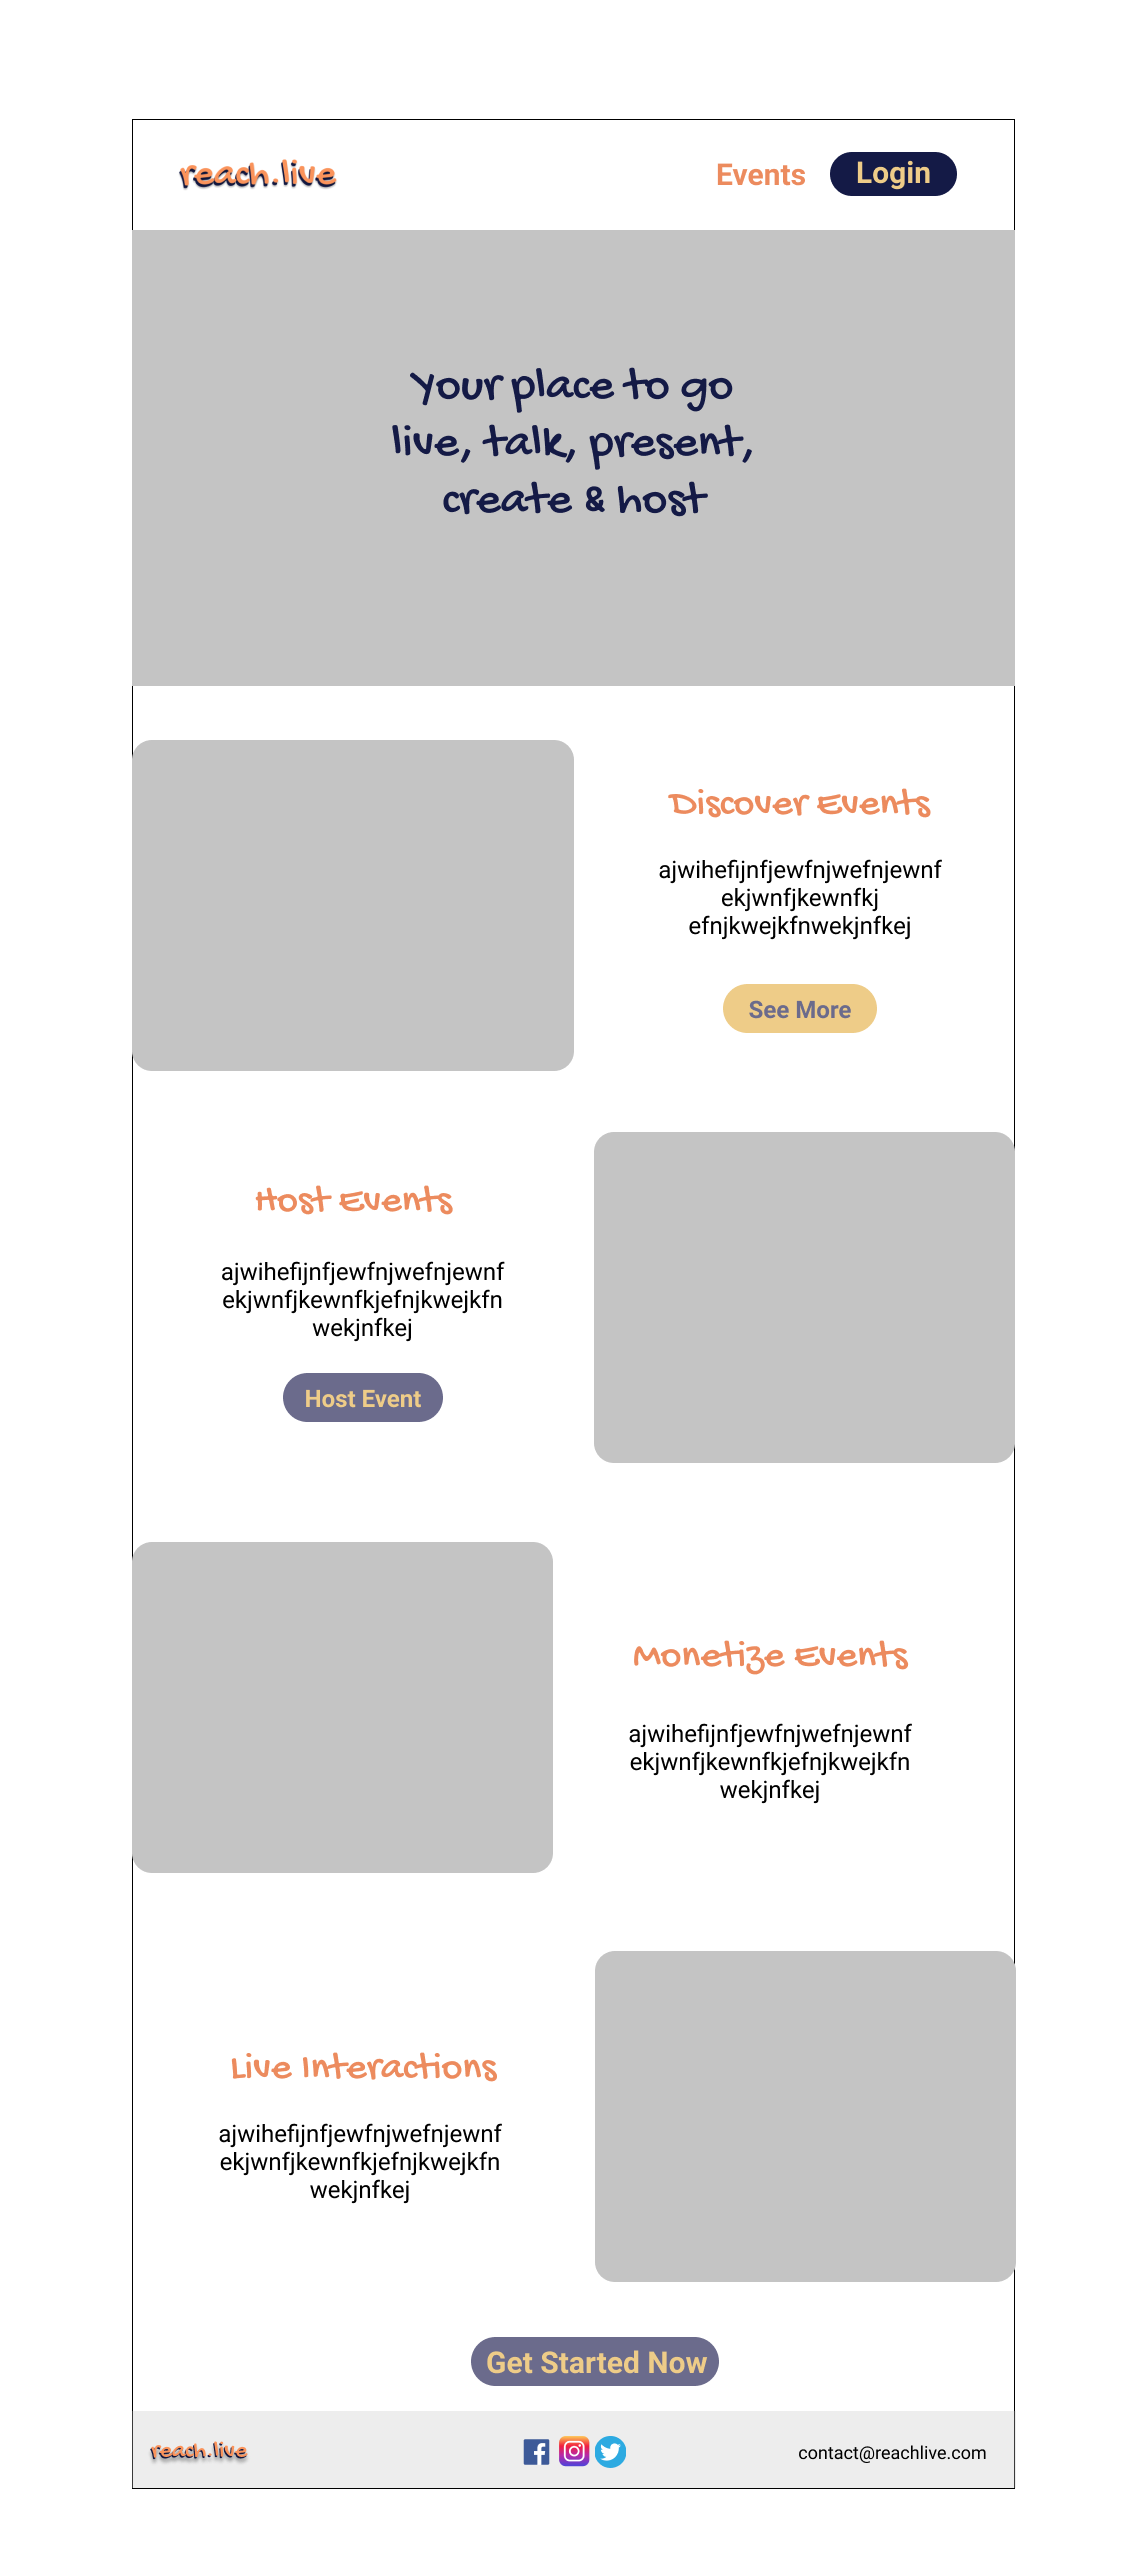 reach.live
Events
Login
Your place to go
live, talk, present,
create & host
Discover Events
ajwihefijnfjewfnjwefnjewnf
ekjwnfjkewnfkj
efnjkwejkfnwekjnfkej
See More
Host Events
ajwihefijnfjewfnjwefnjewnf
ekjwnfjkewnfkjefnjkwejkfn
wekjnfkej
Host Event
Monetize Events
ajwihefijnfjewfnjwefnjewnf
ekjwnfjkewnfkjefnjkwejkfn
wekjnfkej
Live Interactions
ajwihefijnfjewfnjwefnjewnf
ekjwnfjkewnfkjefnjkwejkfn
wekjnfkej
Get Started Now
reach.live
contact@reachlive.com